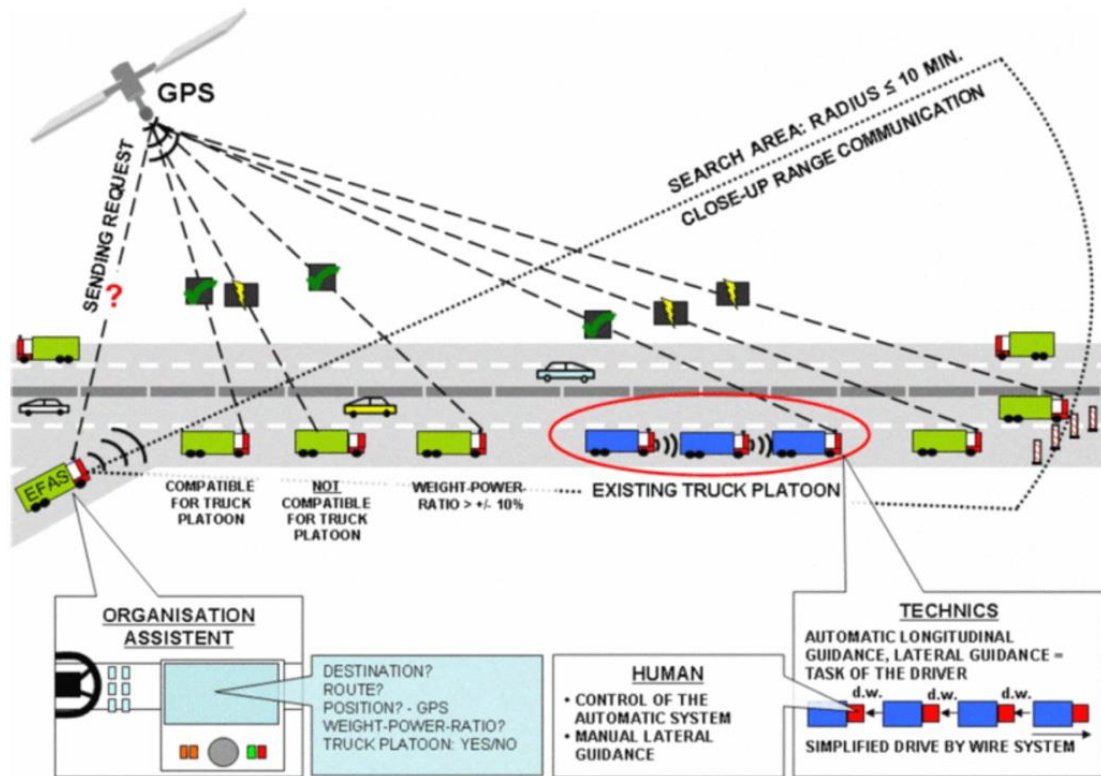 GPS
SEARCH AREA: RADIUS ≤ 10 MIN.
CLOSE-UP RANGE COMMUNICATION
SENDING REQUEST
?
EFAS
COMPATIBLE
FOR TRUCK
PLATOON
NOT
COMPATIBLE
FOR TRUCK
PLATOON
WEIGHT-POWER-
RATIO > +/- 10%
EXISTING TRUCK PLATOON
ORGANISATION
ASSISTENT
DESTINATION?
ROUTE?
POSITION? - GPS
WEIGHT-POWER-RATIO?
TRUCK PLATOON: YES/NO
HUMAN
• CONTROL OF THE
AUTOMATIC SYSTEM
• MANUAL LATERAL
GUIDANCE
TECHNICS
AUTOMATIC LONGITUDINAL
GUIDANCE, LATERAL GUIDANCE =
TASK OF THE DRIVER
d.w. d.w. d.w.
SIMPLIFIED DRIVE BY WIRE SYSTEM